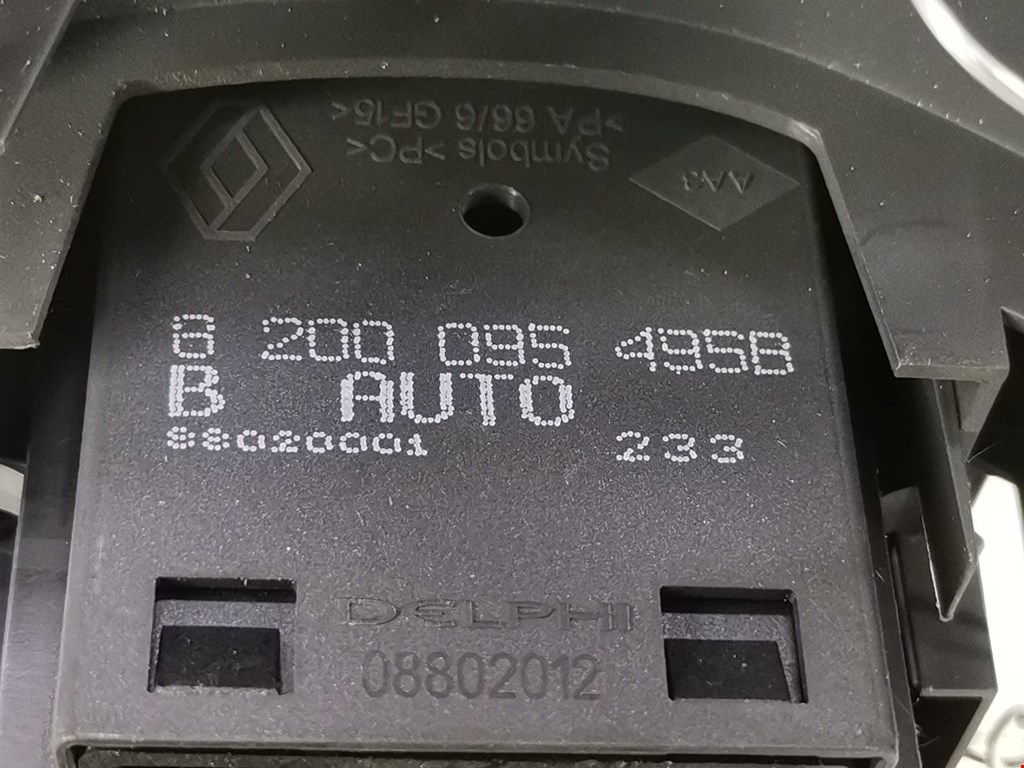 Symbols >PC<
>PA 66/6 GF15<
AA3
8 200 095 495B
B AUTO
88020001 233
DELPHI
08802012